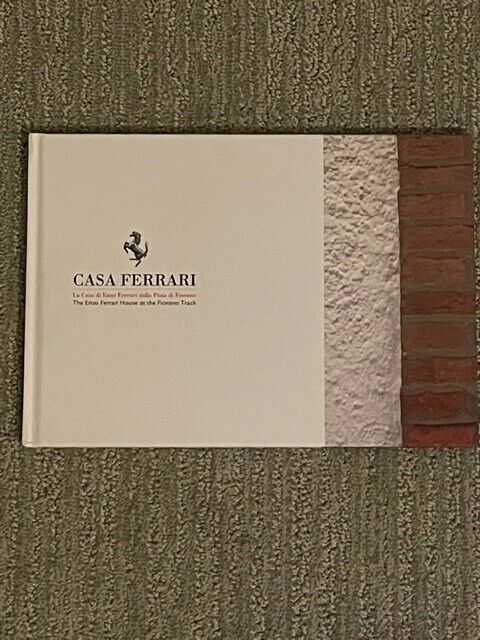 CASA FERRARI
La Casa di Enzo Ferrari sulla Pista di Fiorano
The Enzo Ferrari House at the Fiorano Track